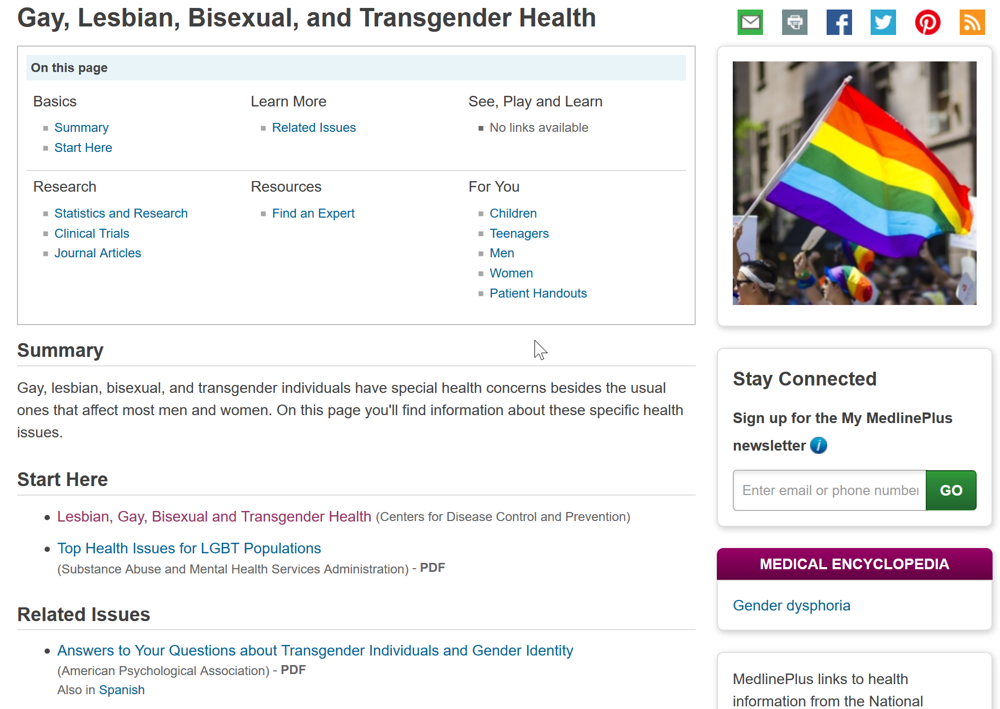 Gay, Lesbian, Bisexual, and Transgender Health
On this page
Basics
Summary
Start Here
Learn More
Related Issues
See, Play and Learn
No links available
Research
Statistics and Research
Clinical Trials
Journal Articles
Resources
Find an Expert
For You
Children
Teenagers
Men
Women
Patient Handouts
Summary
Gay, lesbian, bisexual, and transgender individuals have special health concerns besides the usual
ones that affect most men and women. On this page you'll find information about these specific health
issues.
Start Here
Lesbian, Gay, Bisexual and Transgender Health (Centers for Disease Control and Prevention)
Top Health Issues for LGBT Populations
(Substance Abuse and Mental Health Services Administration) - PDF
Related Issues
Answers to Your Questions about Transgender Individuals and Gender Identity
(American Psychological Association) - PDF
Also in Spanish
Stay Connected
Sign up for the My MedlinePlus
newsletter
Enter email or phone number
GO
MEDICAL ENCYCLOPEDIA
Gender dysphoria
MedlinePlus links to health
information from the National